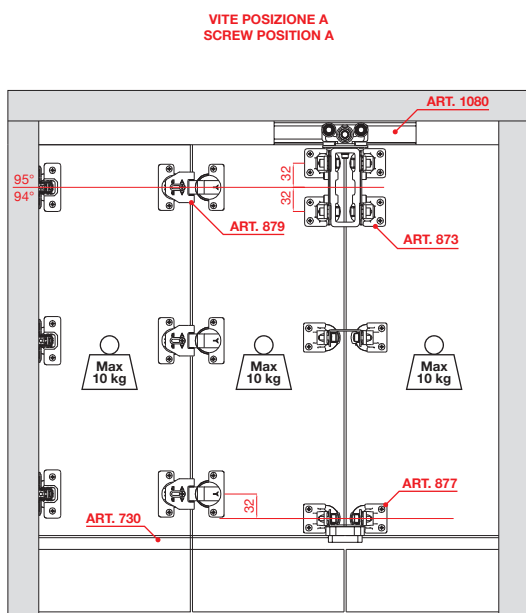 VITE POSIZIONE A
SCREW POSITION A
ART. 1080
95°
94°
32
32
ART. 879
ART. 873
Max
10 kg
Max
10 kg
Max
10 kg
32
ART. 877
ART. 730